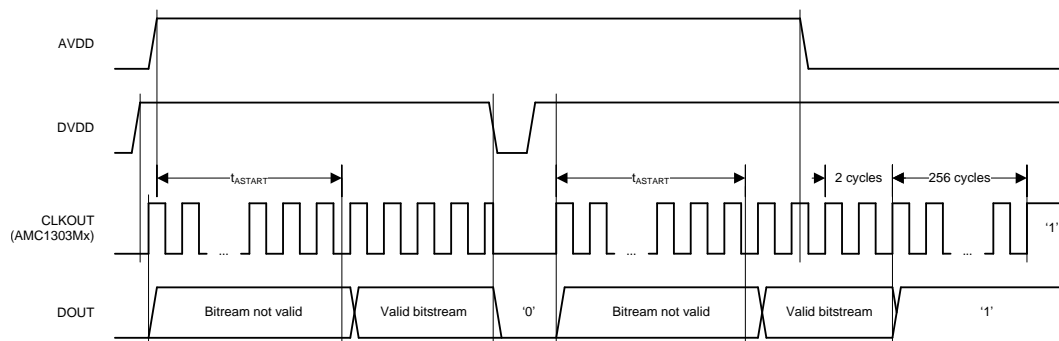 AVDD
DVDD
tASTART
tASTART
2 cycles
256 cycles
CLKOUT
(AMC1303Mx)
...
...
...
'1'
DOUT
Bitream not valid
Valid bitstream
'0'
Bitream not valid
Valid bitstream
'1'